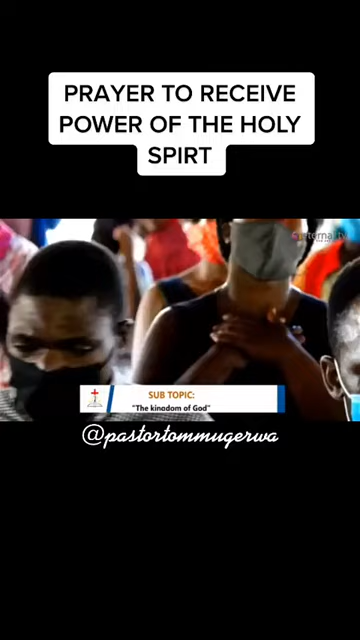 PRAYER TO RECEIVE
POWER OF THE HOLY
SPIRT
SUB TOPIC:
"The kingdom of God"
@pastortommugerwa